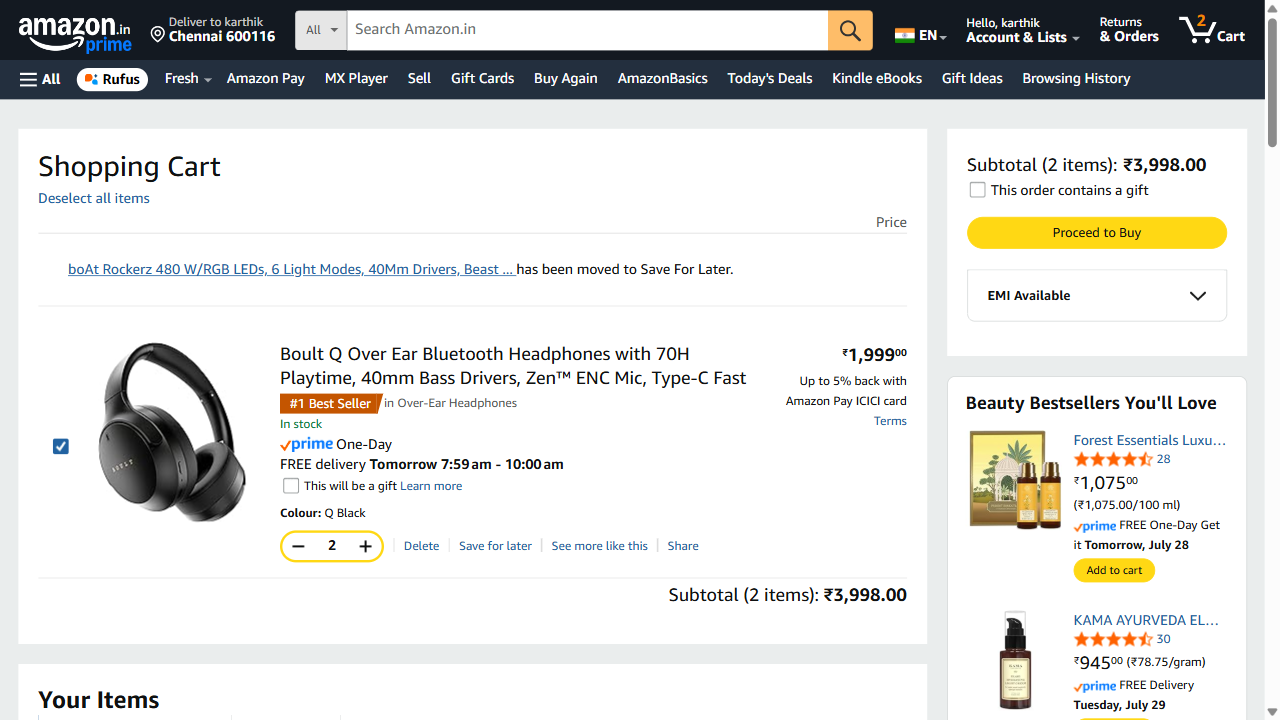 amazon.in
prime
Deliver to karthik
Chennai 600116
All
Search Amazon.in
EN
Hello, karthik
Account & Lists
Returns
& Orders
2
Cart
All
Rufus
Fresh
Amazon Pay
MX Player
Sell
Gift Cards
Buy Again
AmazonBasics
Today's Deals
Kindle eBooks
Gift Ideas
Browsing History
Shopping Cart
Deselect all items
Price
boAt Rockerz 480 W/RGB LEDs, 6 Light Modes, 40Mm Drivers, Beast ... has been moved to Save For Later.
BOULT
Boult Q Over Ear Bluetooth Headphones with 70H
Playtime, 40mm Bass Drivers, Zen™ ENC Mic, Type-C Fast
#1 Best Seller in Over-Ear Headphones
In stock
prime One-Day
FREE delivery Tomorrow 7:59 am - 10:00 am
This will be a gift Learn more
Colour: Q Black
2
Delete
Save for later
See more like this
Share
₹1,99900
Up to 5% back with
Amazon Pay ICICI card
Terms
Subtotal (2 items): ₹3,998.00
Your Items
Subtotal (2 items): ₹3,998.00
This order contains a gift
Proceed to Buy
EMI Available
Beauty Bestsellers You'll Love
Forest Essentials Luxu...
28
₹1,07500
(₹1,075.00/100 ml)
prime FREE One-Day Get
it Tomorrow, July 28
Add to cart
KAMA
KAMA AYURVEDA EL...
30
₹94500 (₹78.75/gram)
prime FREE Delivery
Tuesday, July 29